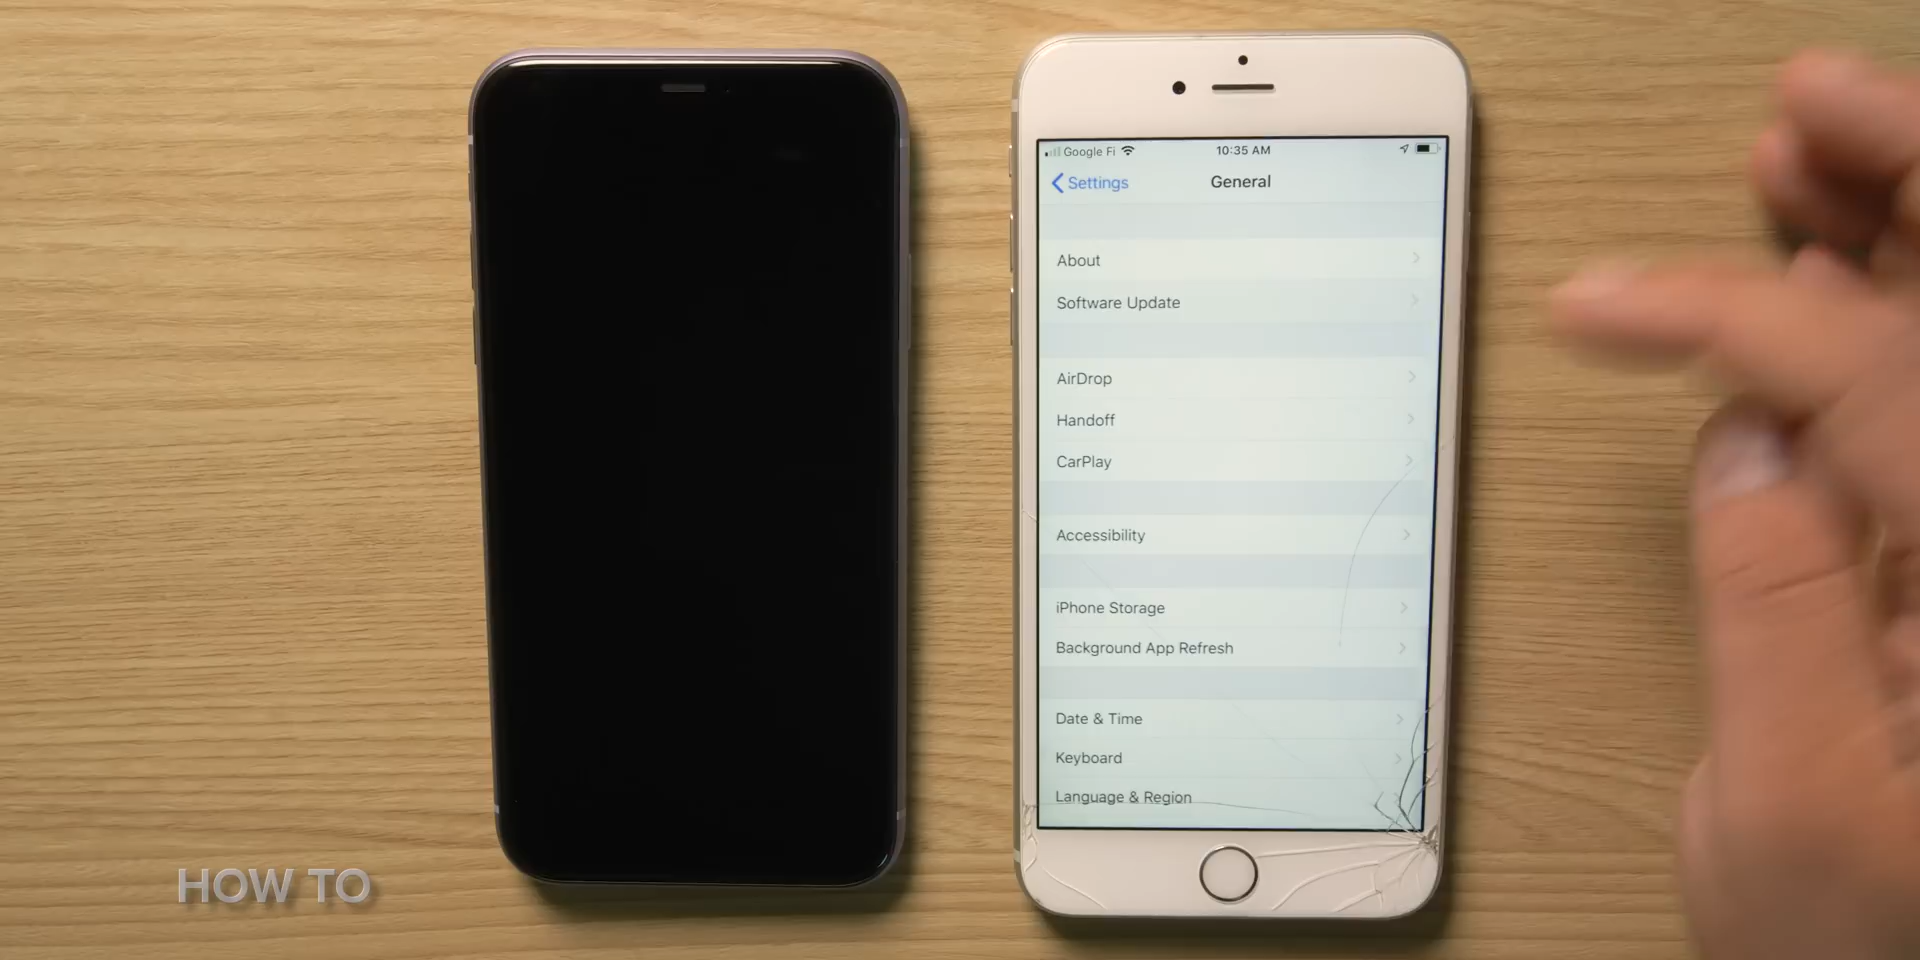 Google Fi
10:35 AM
Settings
General
About
Software Update
AirDrop
Handoff
CarPlay
Accessibility
iPhone Storage
Background App Refresh
Date & Time
Keyboard
Language & Region
HOW TO